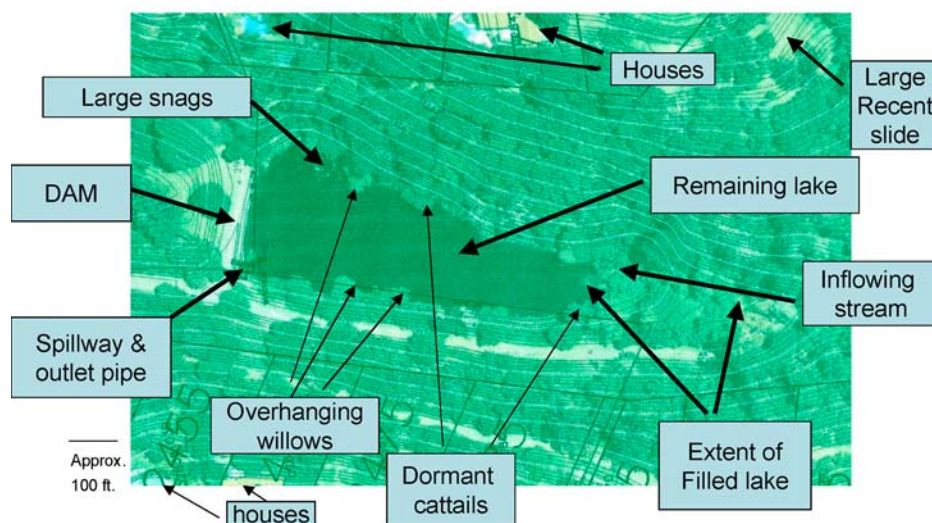 Houses
Large snags
Large
Recent
slide
DAM
Remaining lake
Inflowing
stream
Spillway &
outlet pipe
Overhanging
willows
Dormant
cattails
Extent of
Filled lake
Approx.
100 ft.
houses